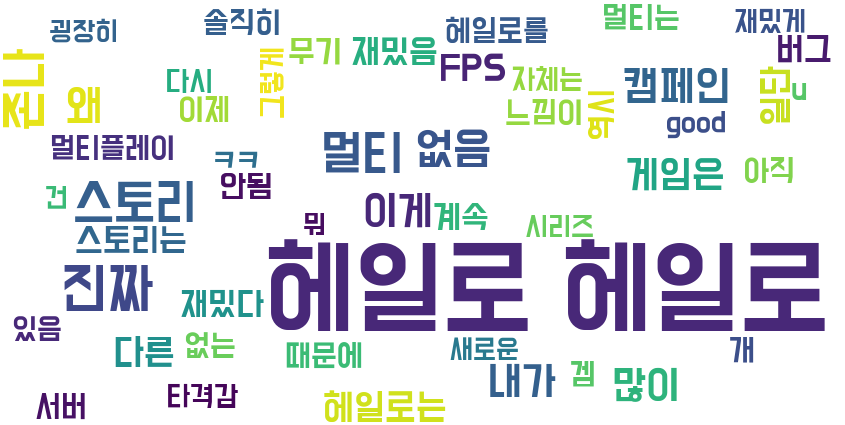 굉장히
솔직히
헤일로를
멀티는
재밌게
존나
왜
다시
이제
그렇게
무기
재밌음
FPS
자체는
느낌이
역시
캠페인
good
일단
버그
u
멀티플레이
ㅋㅋ
안됨
멀티 없음
게임은
아직
건
스토리
스토리는
뭐
이게
계속
시리즈
진짜
재밌다
헤일로 헤일로
있음
다른
없는
때문에
새로운
내가
겜
많이
개
서버
타격감
헤일로는